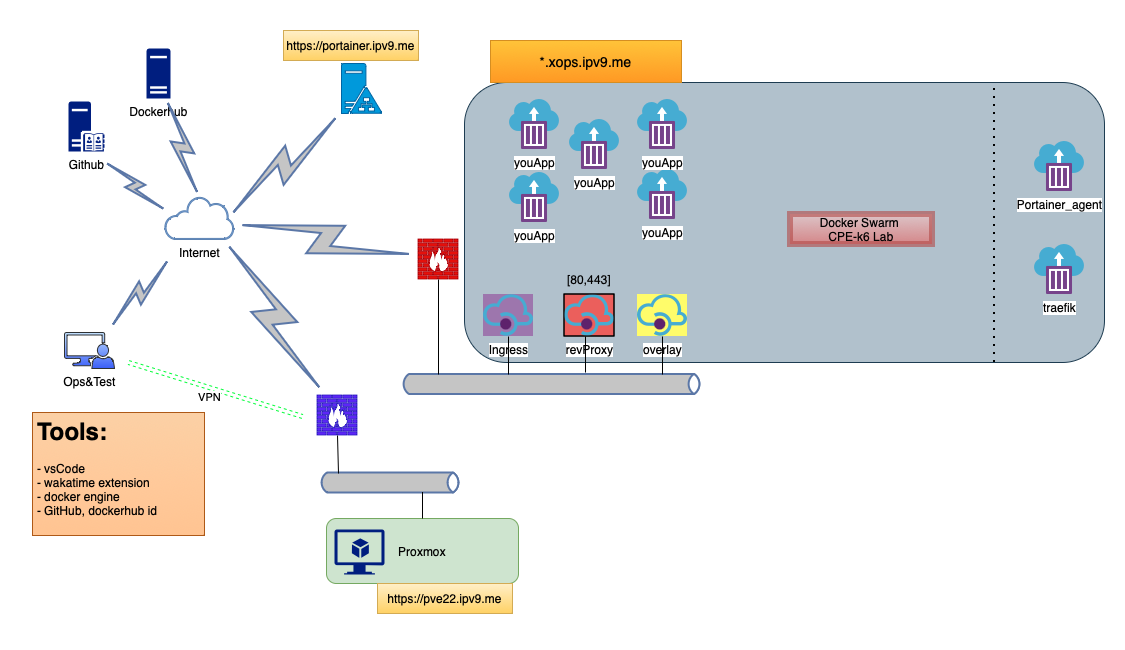 https://portainer.ipv9.me
*.xops.ipv9.me
Dockerhub
Github
youApp
youApp
youApp
youApp
youApp
Portainer_agent
Docker Swarm
CPE-k6 Lab
Internet
[80,443]
traefik
Ingress
revProxy
overlay
Ops&Test
VPN
Tools:
- vsCode
- wakatime extension
- docker engine
- GitHub, dockerhub id
Proxmox
https://pve22.ipv9.me